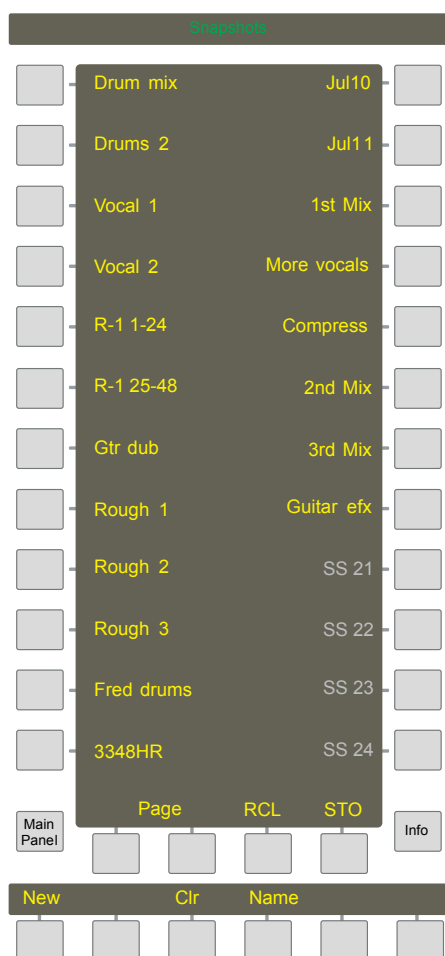 Snapshots
Drum mix Jul10
Drums 2 Jul11
Vocal 1 1st Mix
Vocal 2 More vocals
R-1 1-24 Compress
R-1 25-48 2nd Mix
Gtr dub 3rd Mix
Rough 1 Guitar efx
Rough 2 SS 21
Rough 3 SS 22
Fred drums SS 23
3348HR SS 24
Page RCL STO
Main Panel Info
New Clr Name